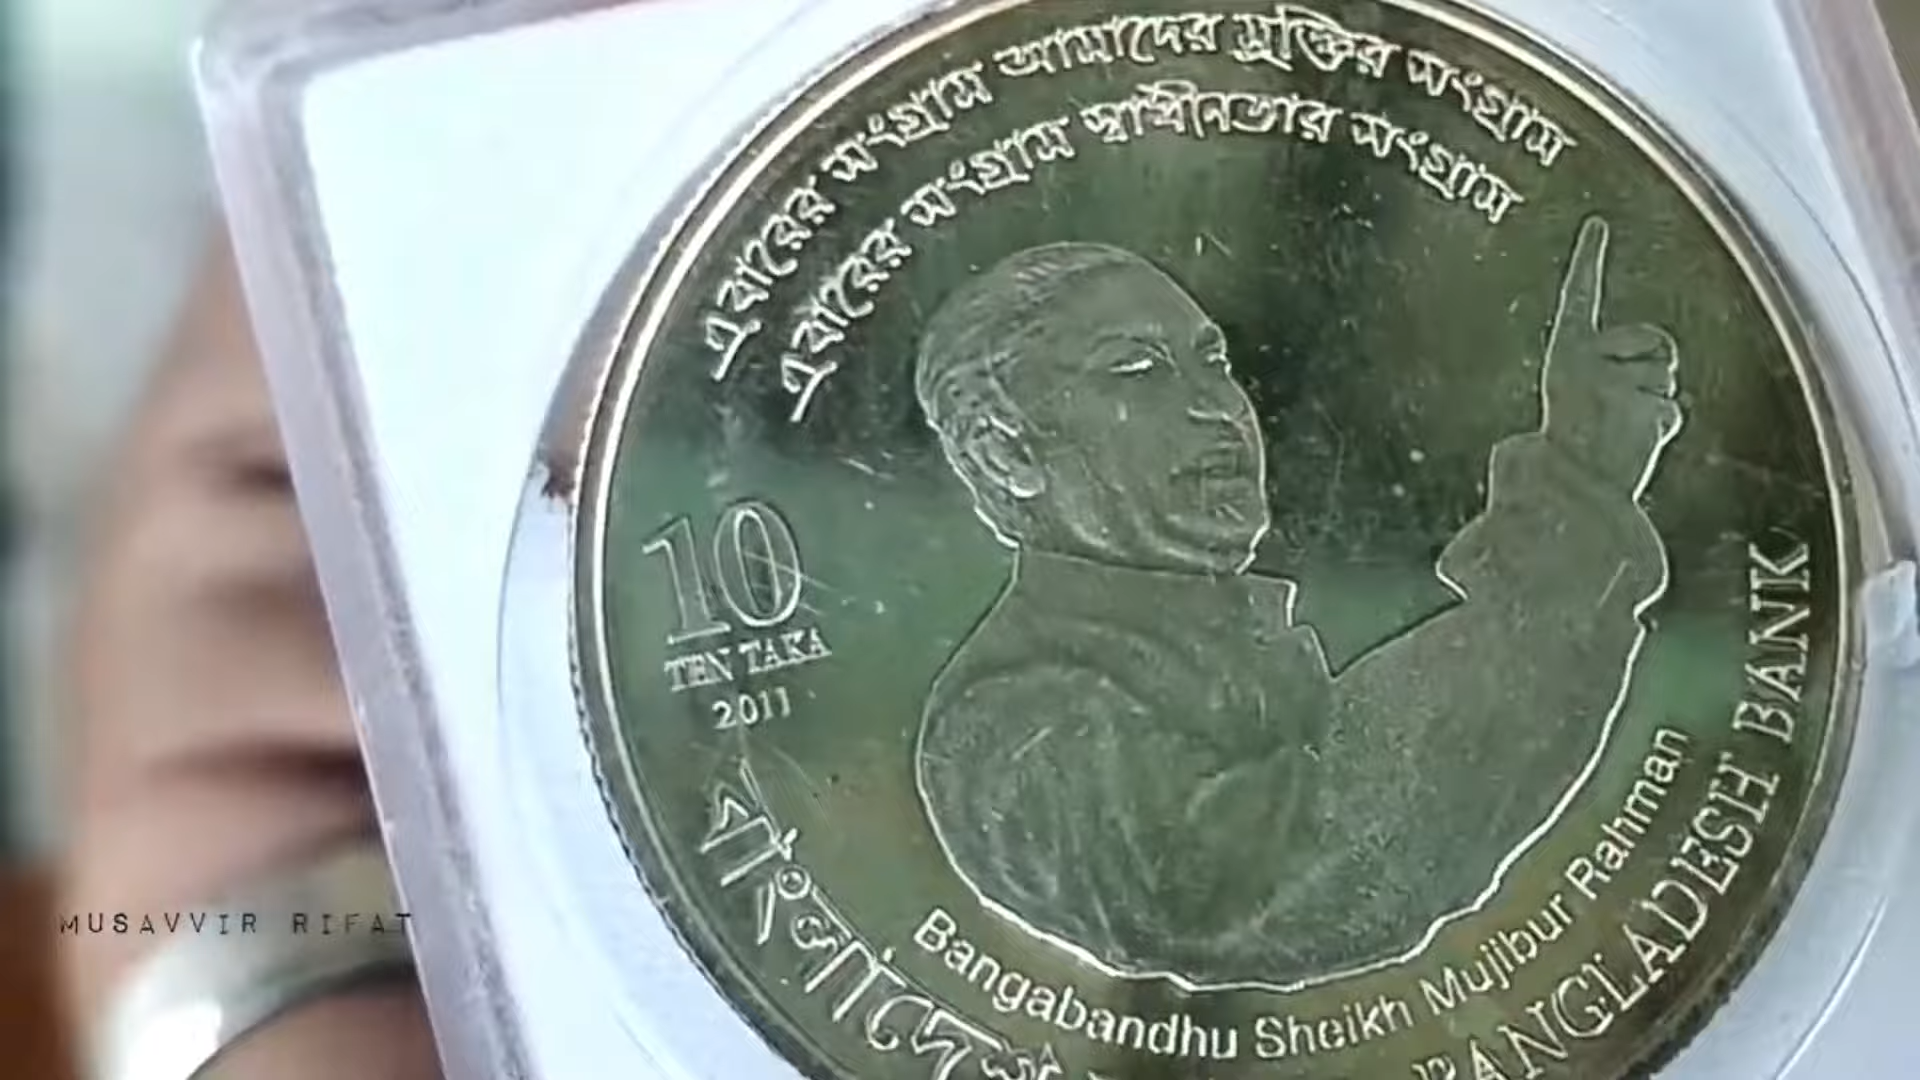 এবারের সংগ্রাম আমাদের মুক্তির সংগ্রাম
এবারের সংগ্রাম স্বাধীনতার সংগ্রাম
10
TEN TAKA
2011
Bangabandhu Sheikh Mujibur Rahman
BANGLADESH BANK
MUSAVVIR RIFAT